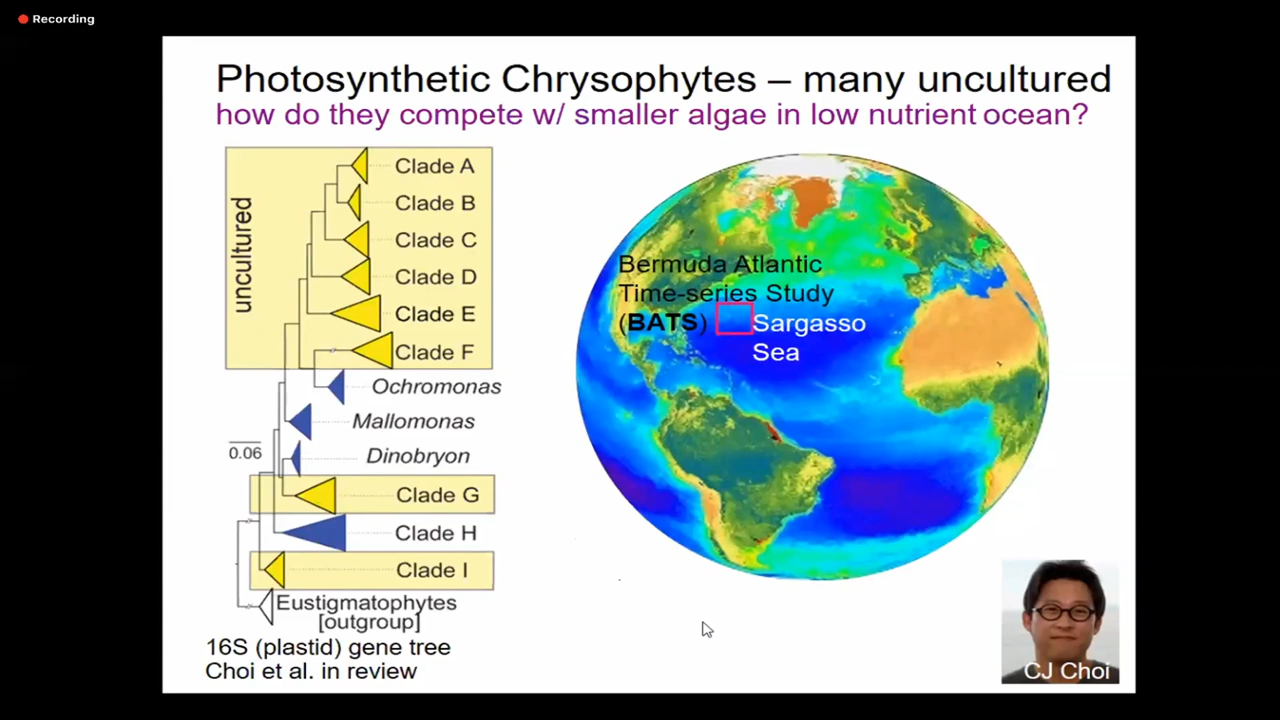 Recording
Photosynthetic Chrysophytes – many uncultured
how do they compete w/ smaller algae in low nutrient ocean?
uncultured
Clade A
Clade B
Clade C
Clade D
Clade E
Clade F
Ochromonas
Mallomonas
Dinobryon
0.06
Clade G
Clade H
Clade I
Eustigmatophytes
[outgroup]
16S (plastid) gene tree
Choi et al. in review
Bermuda Atlantic
Time-series Study
(BATS)
Sargasso
Sea
CJ Choi